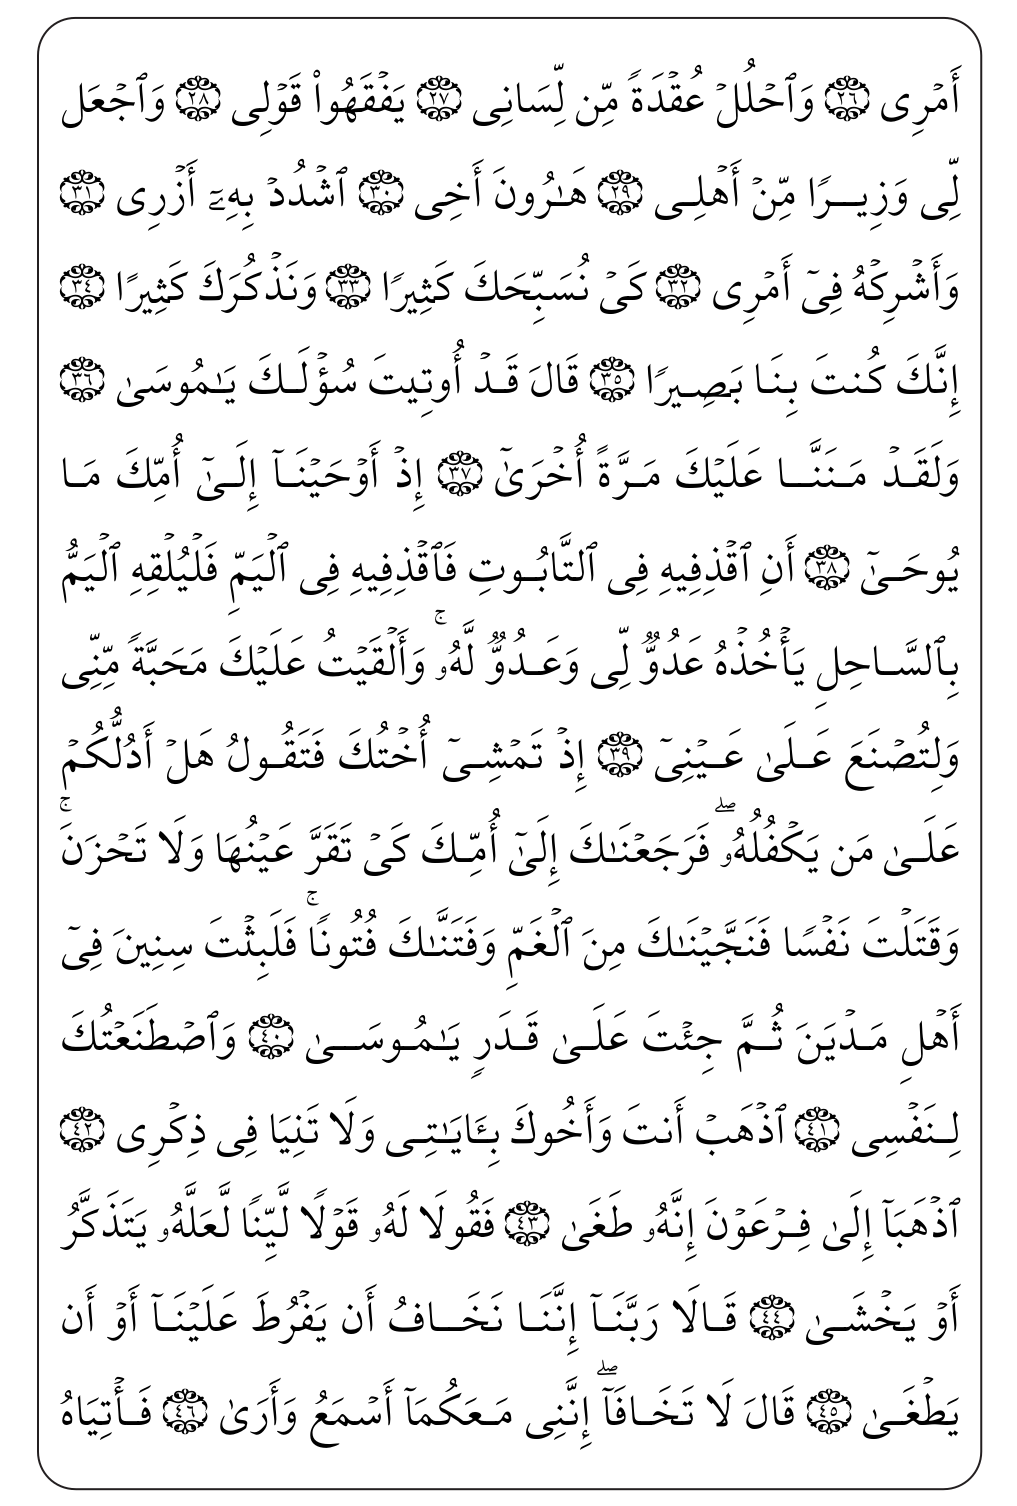 أَمۡرِى ٢٦ وَٱحۡلُلۡ عُقۡدَةً مِّن لِّسَانِى ٢٧ يَفۡقَهُواْ قَوۡلِى ٢٨ وَٱجۡعَل
لِّى وَزِيرًا مِّنۡ أَهۡلِى ٢٩ هَـٰرُونَ أَخِى ٣٠ ٱشۡدُدۡ بِهِۦٓ أَزۡرِى ٣١
وَأَشۡرِكۡهُ فِىٓ أَمۡرِى ٣٢ كَىۡ نُسَبِّحَكَ كَثِيرًا ٣٣ وَنَذۡكُرَكَ كَثِيرًا ٣٤
إِنَّكَ كُنتَ بِنَا بَصِيرًا ٣٥ قَالَ قَدۡ أُوتِيتَ سُؤۡلَكَ يَـٰمُوسَىٰ ٣٦
وَلَقَدۡ مَنَنَّا عَلَيۡكَ مَرَّةً أُخۡرَىٰٓ ٣٧ إِذۡ أَوۡحَيۡنَآ إِلَىٰٓ أُمِّكَ مَا
يُوحَىٰٓ ٣٨ أَنِ ٱقۡذِفِيهِ فِى ٱلتَّابُوتِ فَٱقۡذِفِيهِ فِى ٱلۡيَمِّ فَلۡيُلۡقِهِ ٱلۡيَمُّ
بِٱلسَّاحِلِ يَأۡخُذۡهُ عَدُوٌّ لِّى وَعَدُوٌّ لَّهُۥۚ وَأَلۡقَيۡتُ عَلَيۡكَ مَحَبَّةً مِّنِّى
وَلِتُصۡنَعَ عَلَىٰ عَيۡنِىٓ ٣٩ إِذۡ تَمۡشِىٓ أُخۡتُكَ فَتَقُولُ هَلۡ أَدُلُّكُمۡ
عَلَىٰ مَن يَكۡفُلُهُۥۖ فَرَجَعۡنَـٰكَ إِلَىٰٓ أُمِّكَ كَىۡ تَقَرَّ عَيۡنُهَا وَلَا تَحۡزَنَۚ
وَقَتَلۡتَ نَفۡسًا فَنَجَّيۡنَـٰكَ مِنَ ٱلۡغَمِّ وَفَتَنَّـٰكَ فُتُونًاۚ فَلَبِثۡتَ سِنِينَ فِىٓ
أَهۡلِ مَدۡيَنَ ثُمَّ جِئۡتَ عَلَىٰ قَدَرٍ يَـٰمُوسَىٰ ٤٠ وَٱصۡطَنَعۡتُكَ
لِنَفۡسِى ٤١ ٱذۡهَبۡ أَنتَ وَأَخُوكَ بِـَٔايَـٰتِى وَلَا تَنِيَا فِى ذِكۡرِى ٤٢
ٱذۡهَبَآ إِلَىٰ فِرۡعَوۡنَ إِنَّهُۥ طَغَىٰ ٤٣ فَقُولَا لَهُۥ قَوۡلًا لَّيِّنًا لَّعَلَّهُۥ يَتَذَكَّرُ
أَوۡ يَخۡشَىٰ ٤٤ قَالَا رَبَّنَآ إِنَّنَا نَخَافُ أَن يَفۡرُطَ عَلَيۡنَآ أَوۡ أَن
يَطۡغَىٰ ٤٥ قَالَ لَا تَخَافَآۖ إِنَّنِى مَعَكُمَآ أَسۡمَعُ وَأَرَىٰ ٤٦ فَأۡتِيَاهُ